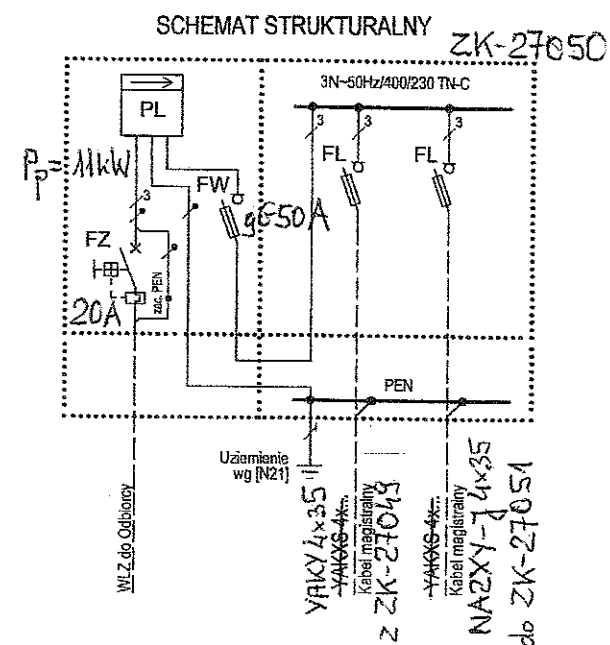 SCHEMAT STRUKTURALNY
ZK-27050
3N~50Hz/400/230 TN-C
PL
3
3
3
Pp= 11kW
FW
FL
FL
gG50A
3
FZ
zac. PEN
20A
PEN
Uziemienie
wg [N21]
WLZ do Odbiorcy
YAKY 4x35
YAKXS 4x...
Kabel magistralny
z ZK-27049
YAKXS 4x...
Kabel magistralny
NA2XY-J 4x35
do ZK-27051